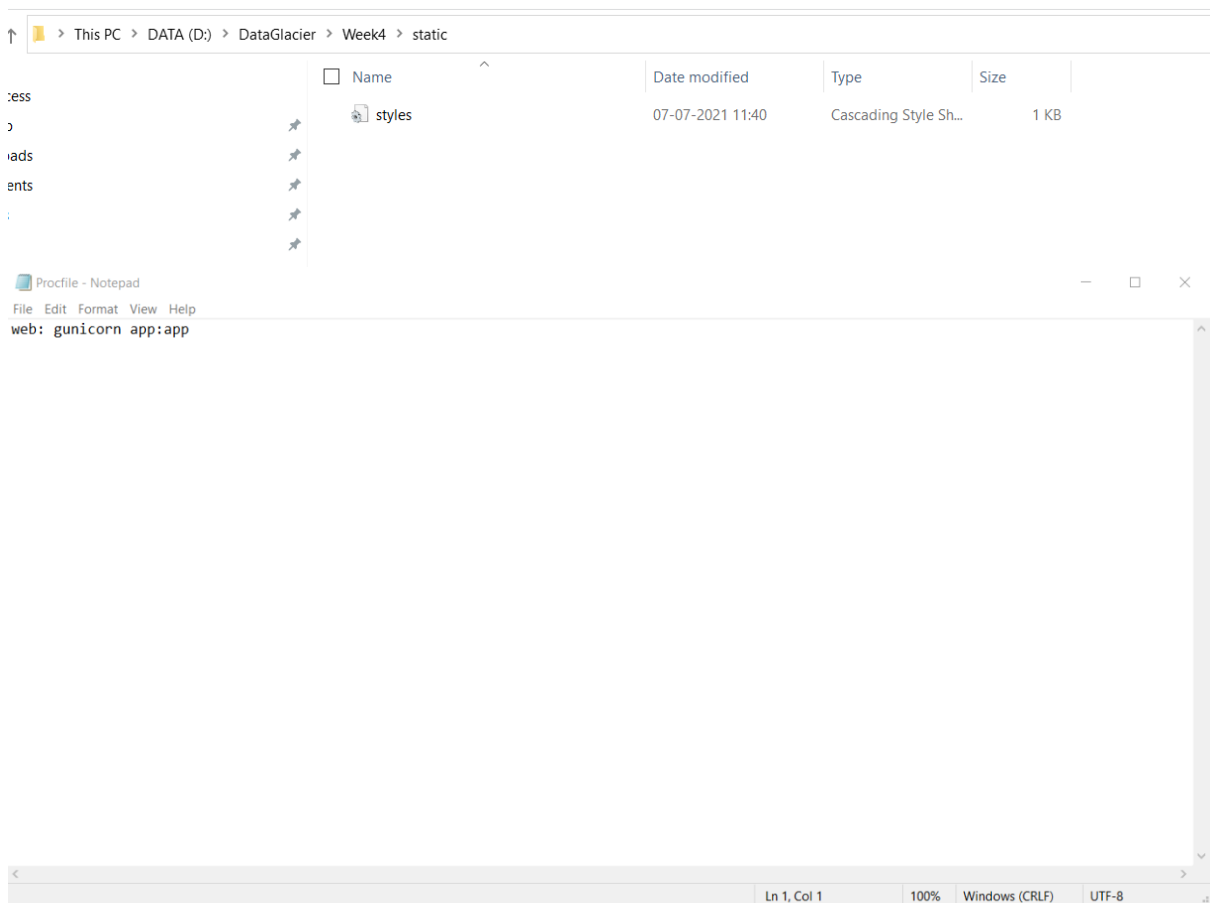 This PC > DATA (D:) > DataGlacier > Week4 > static
Name Date modified Type Size
cess
styles 07-07-2021 11:40 Cascading Style Sh... 1 KB
oads
ents
Procfile - Notepad
File Edit Format View Help
web: gunicorn app:app
Ln 1, Col 1 100% Windows (CRLF) UTF-8